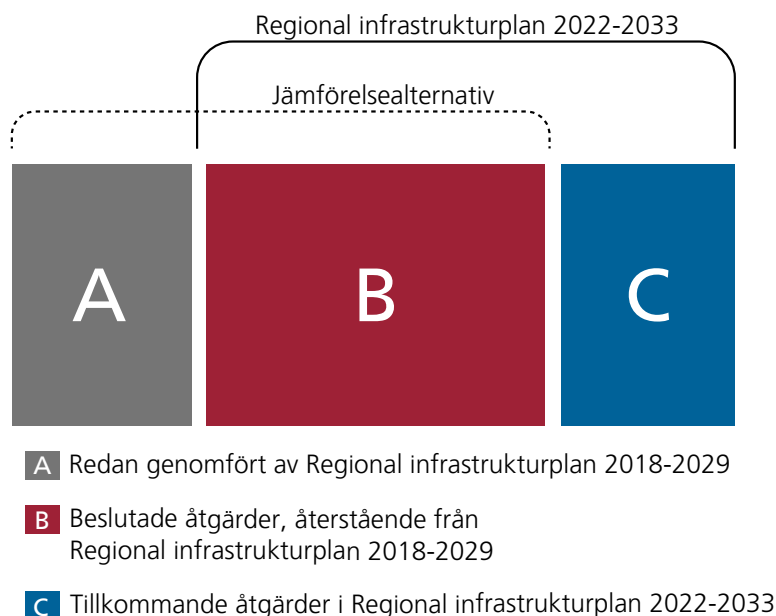 Regional infrastrukturplan 2022-2033
Jämförelsealternativ
A
B
C
A Redan genomfört av Regional infrastrukturplan 2018-2029
B Beslutade åtgärder, återstående från
Regional infrastrukturplan 2018-2029
C Tillkommande åtgärder i Regional infrastrukturplan 2022-2033